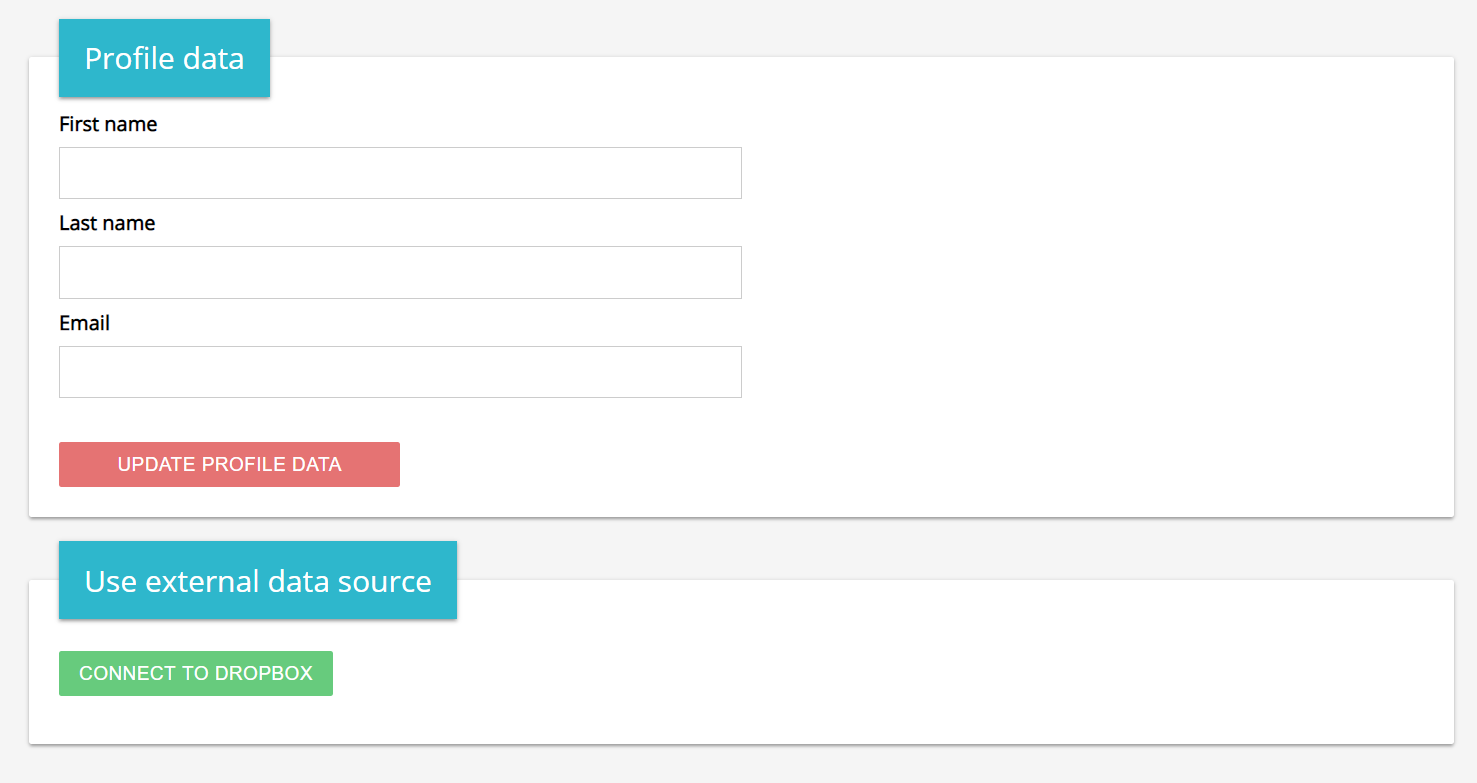 Profile data
First name
Last name
Email
UPDATE PROFILE DATA
Use external data source
CONNECT TO DROPBOX